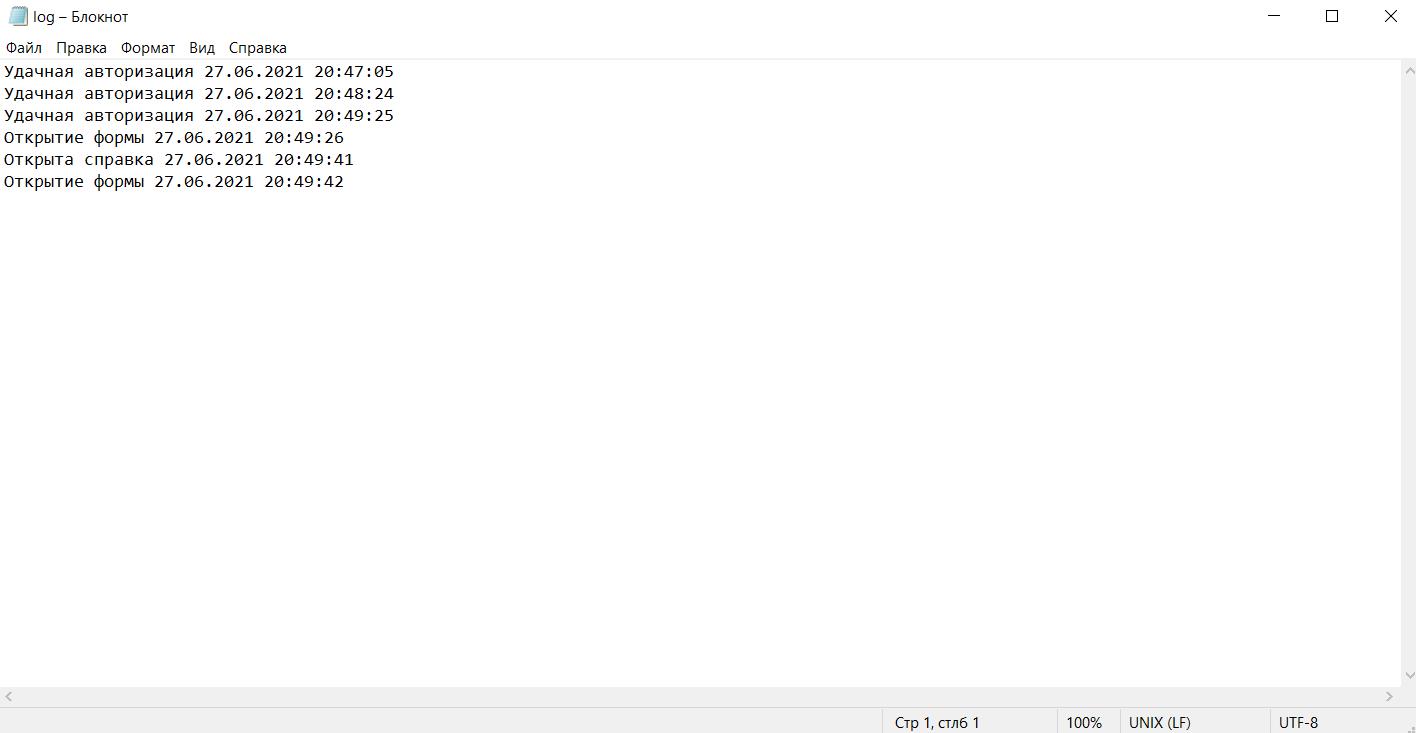 log – Блокнот
Файл Правка Формат Вид Справка
Удачная авторизация 27.06.2021 20:47:05
Удачная авторизация 27.06.2021 20:48:24
Удачная авторизация 27.06.2021 20:49:25
Открытие формы 27.06.2021 20:49:26
Открыта справка 27.06.2021 20:49:41
Открытие формы 27.06.2021 20:49:42
Стр 1, стлб 1 100% UNIX (LF) UTF-8